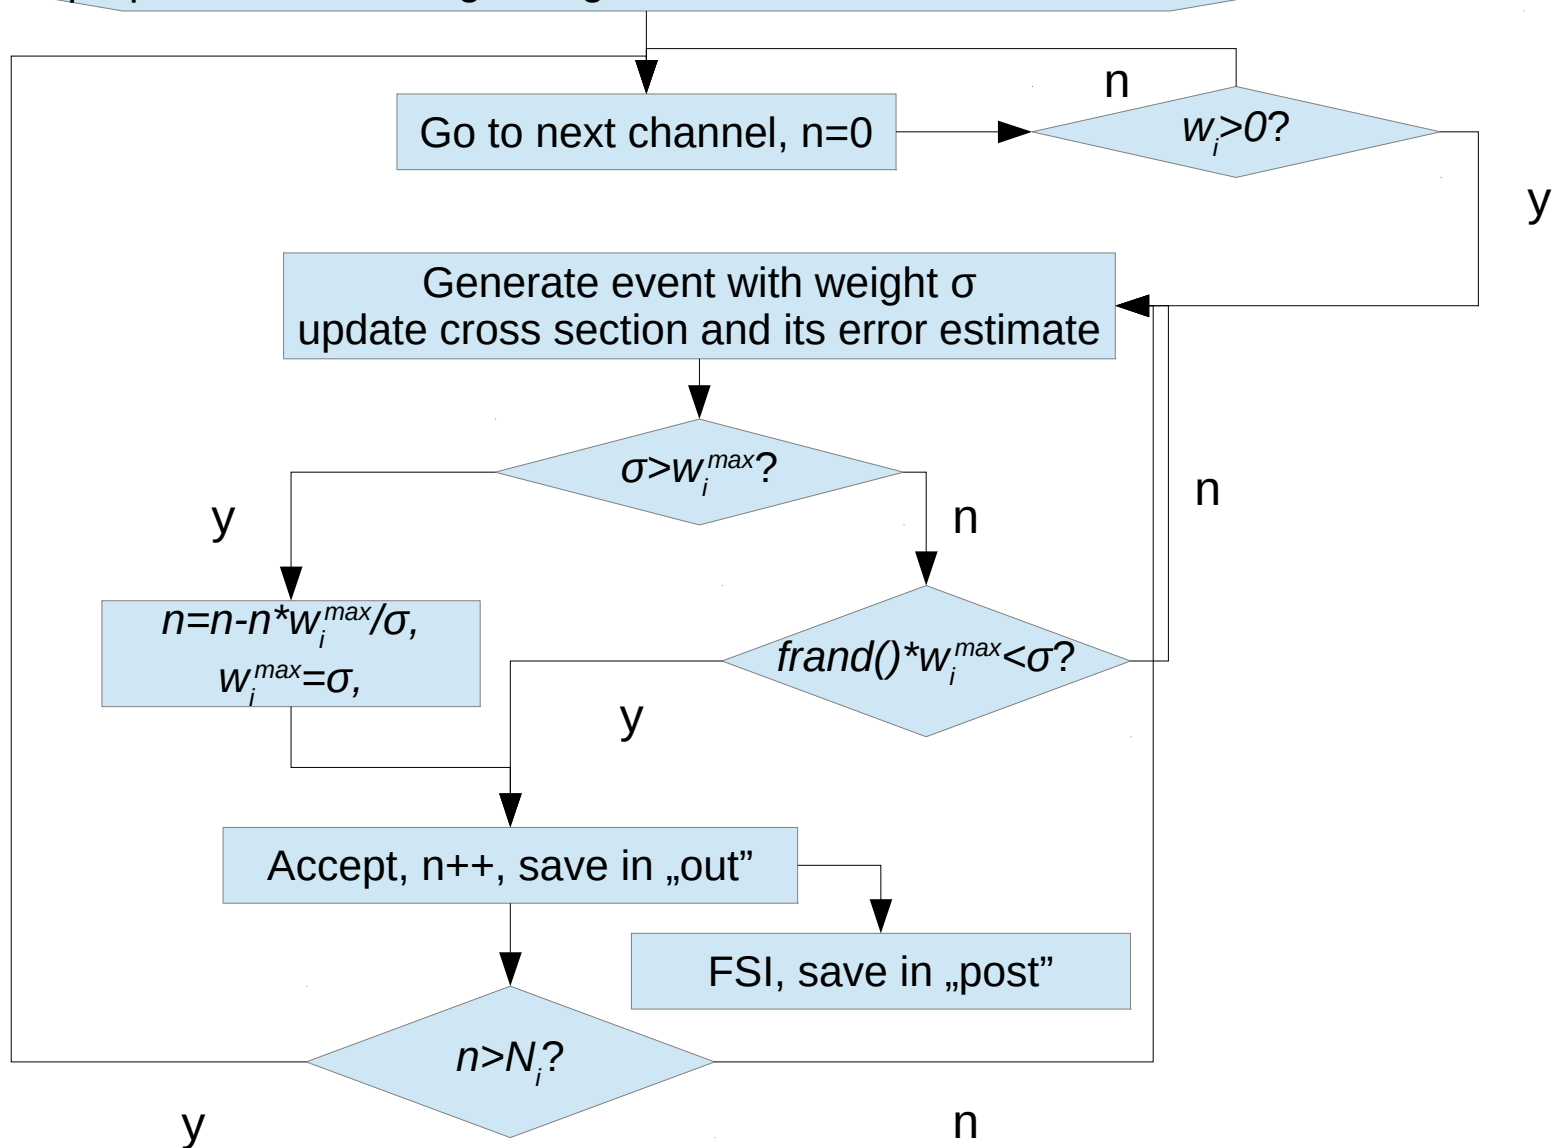 n
Go to next channel, n=0
w_i>0?
y
Generate event with weight σ
update cross section and its error estimate
σ>w_i^max?
y
n
n
n=n-n*w_i^max/σ,
w_i^max=σ,
frand()*w_i^max<σ?
y
Accept, n++, save in „out”
FSI, save in „post”
n>N_i?
y
n